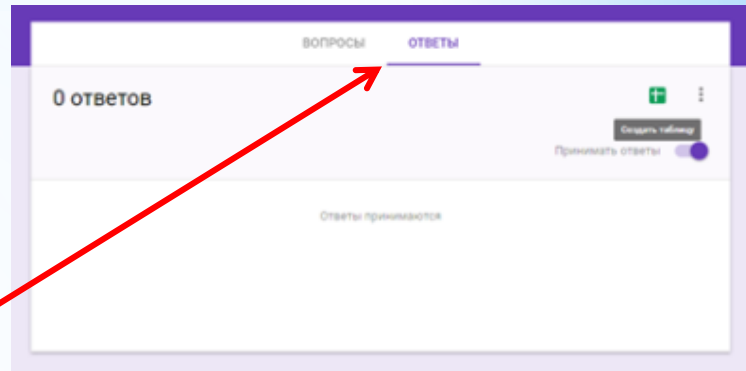 ВОПРОСЫ ОТВЕТЫ
0 ответов
Создать таблицу
Принимать ответы
Ответы принимаются